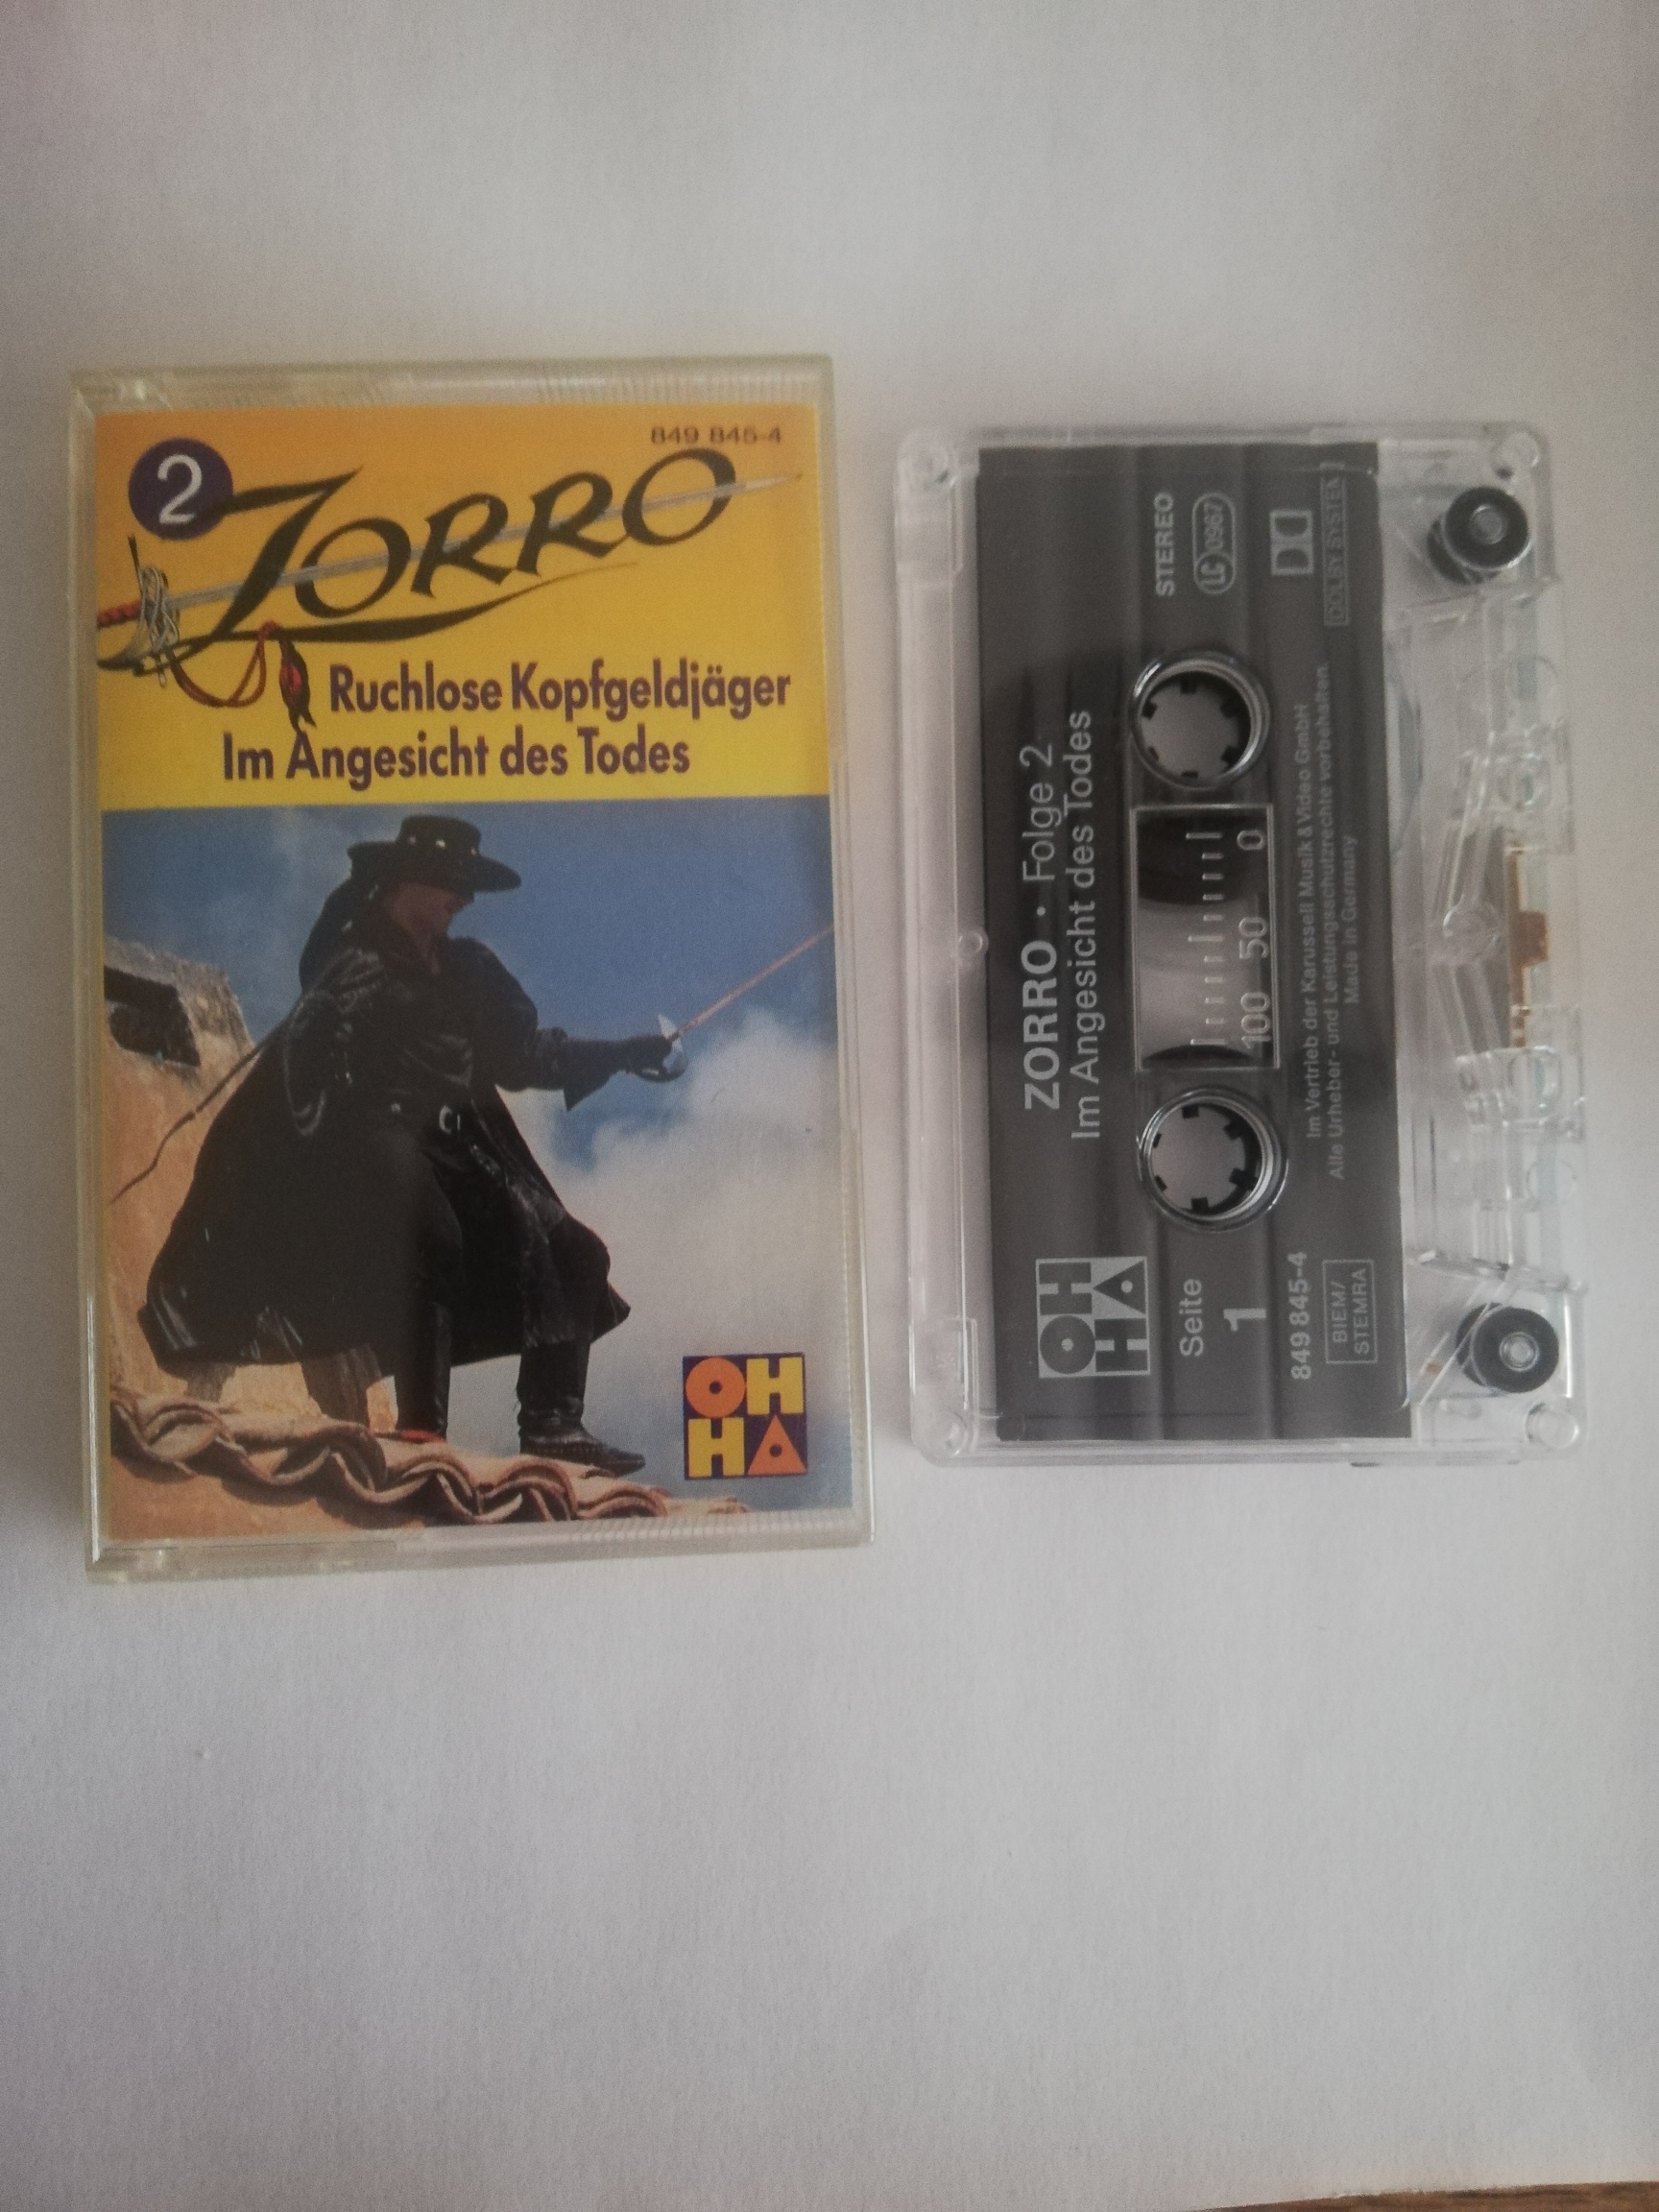 849 845-4
2
ZORRO
Ruchlose Kopfgeldjäger
Im Angesicht des Todes
OH
HA
OH
HA
ZORRO · Folge 2
Im Angesicht des Todes
STEREO
LC 0967
DOLBY SYSTEM
Seite
1
100 50 0
849 845-4
BIEM/
STEMRA
Im Vertrieb der Karussell Musik & Video GmbH
Alle Urheber- und Leistungsschutzrechte vorbehalten.
Made in Germany